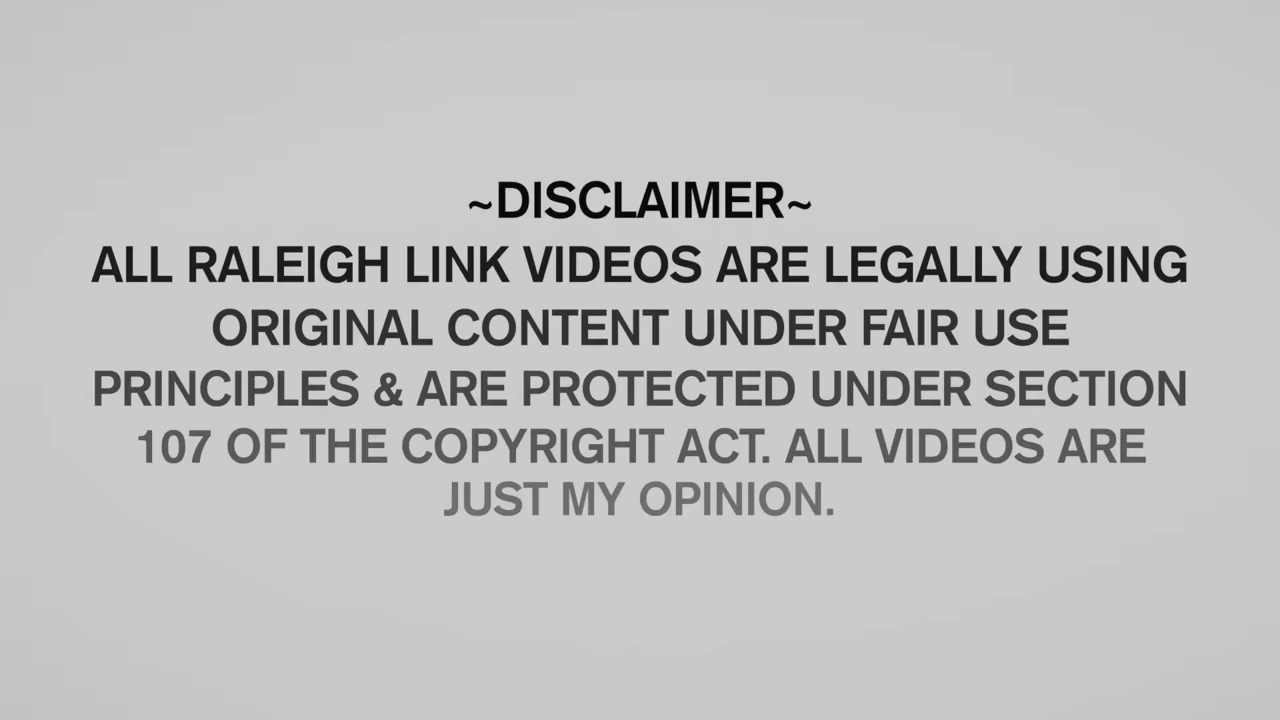 ~DISCLAIMER~
ALL RALEIGH LINK VIDEOS ARE LEGALLY USING
ORIGINAL CONTENT UNDER FAIR USE
PRINCIPLES & ARE PROTECTED UNDER SECTION
107 OF THE COPYRIGHT ACT. ALL VIDEOS ARE
JUST MY OPINION.